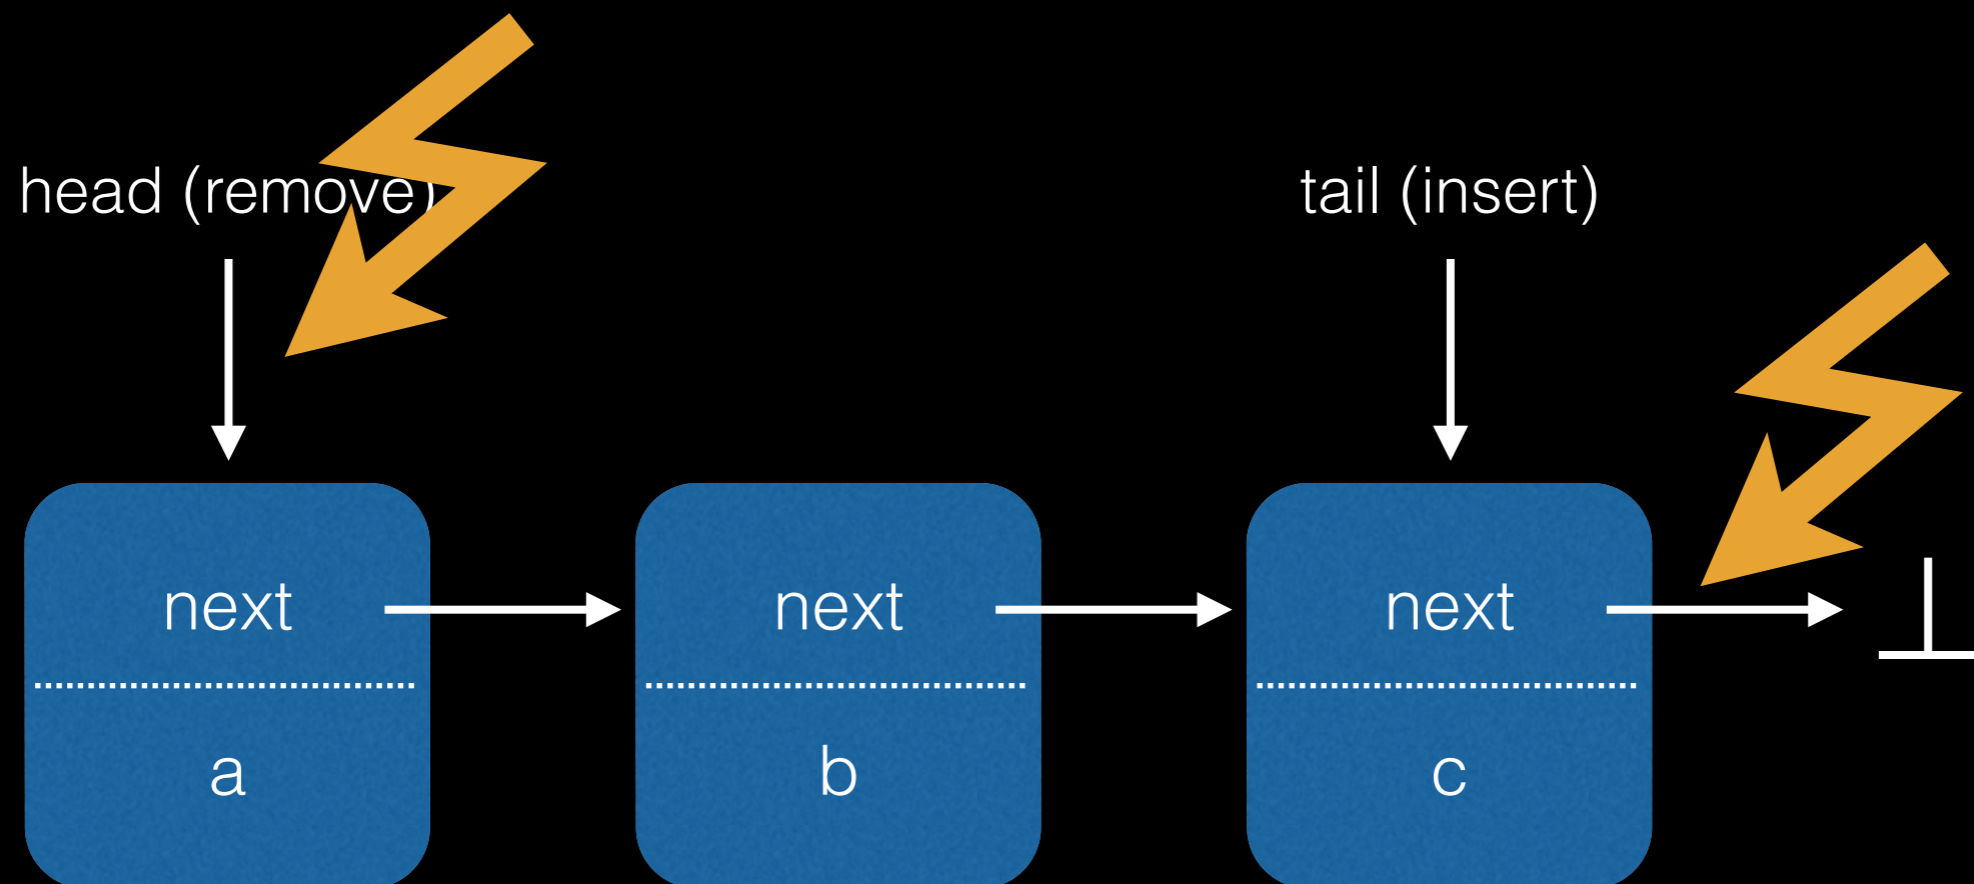 head (remove)
tail (insert)
next
next
next
a
b
c